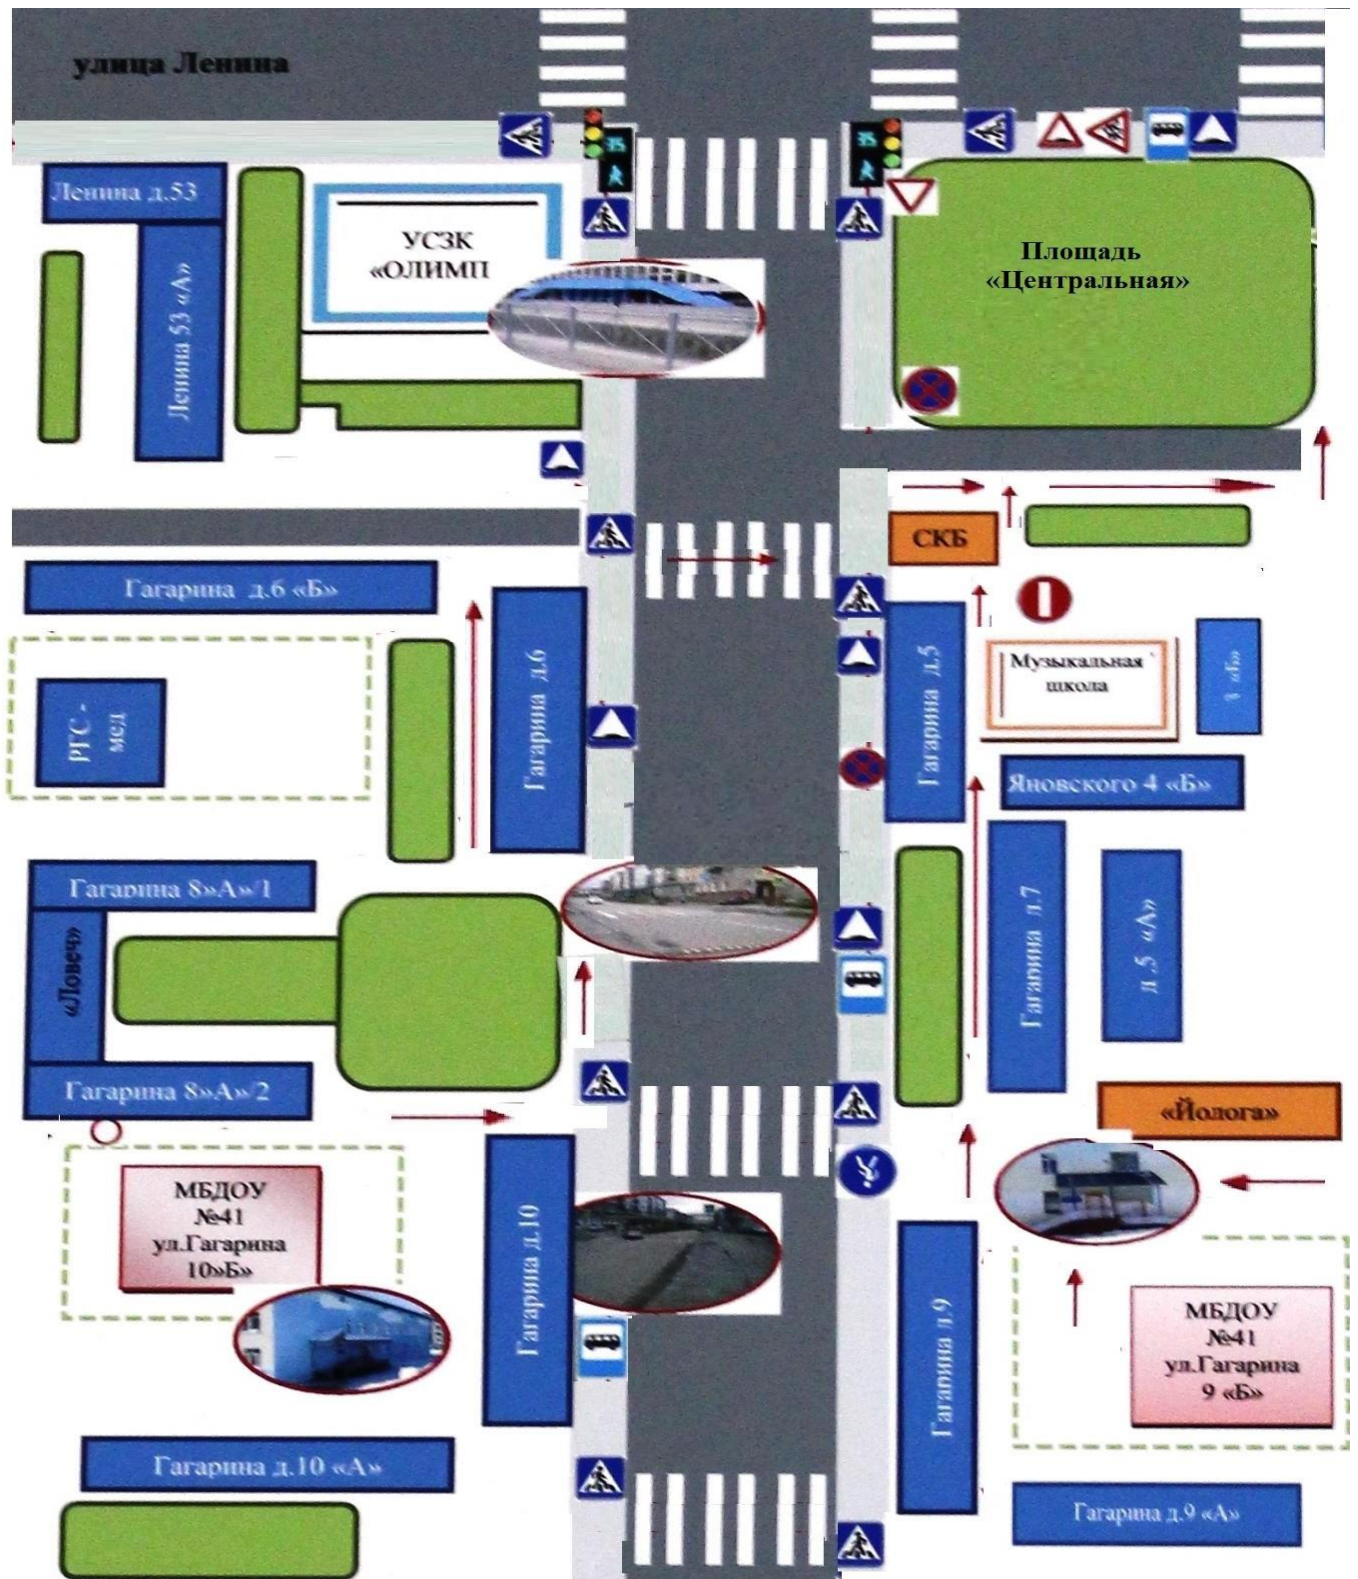 улица Ленина
35
35
Ленина д.53
Ленина 53 «А»
УСЗК
«ОЛИМП
Площадь
«Центральная»
СКБ
Гагарина д.6 «Б»
Гагарина д.6
Гагарина д.5
Музыкальная
школа
РГС -
мед
Яновского 4 «Б»
Гагарина 8»А»/1
«Ловеч»
Гагарина 8»А»/2
Гагарина д.7
д.5 «А»
«Йолога»
МБДОУ
№41
ул.Гагарина
10»Б»
Гагарина д.10
Гагарина д.9
МБДОУ
№41
ул.Гагарина
9 «Б»
Гагарина д.10 «А»
Гагарина д.9 «А»